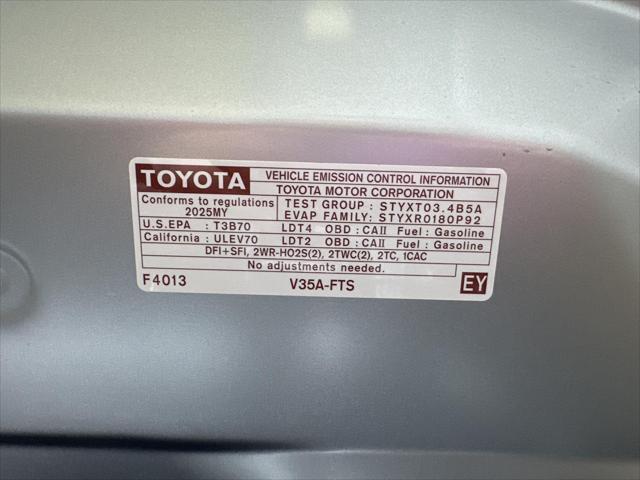 TOYOTA
VEHICLE EMISSION CONTROL INFORMATION
TOYOTA MOTOR CORPORATION
Conforms to regulations
2025MY
TEST GROUP : STYXT03.4B5A
EVAP FAMILY: STYXR0180P92
U.S.EPA : T3B70 LDT4 OBD : CAII Fuel : Gasoline
California : ULEV70 LDT2 OBD : CAII Fuel : Gasoline
DFI+SFI, 2WR-HO2S(2), 2TWC(2), 2TC, 1CAC
No adjustments needed.
F4013 V35A-FTS EY